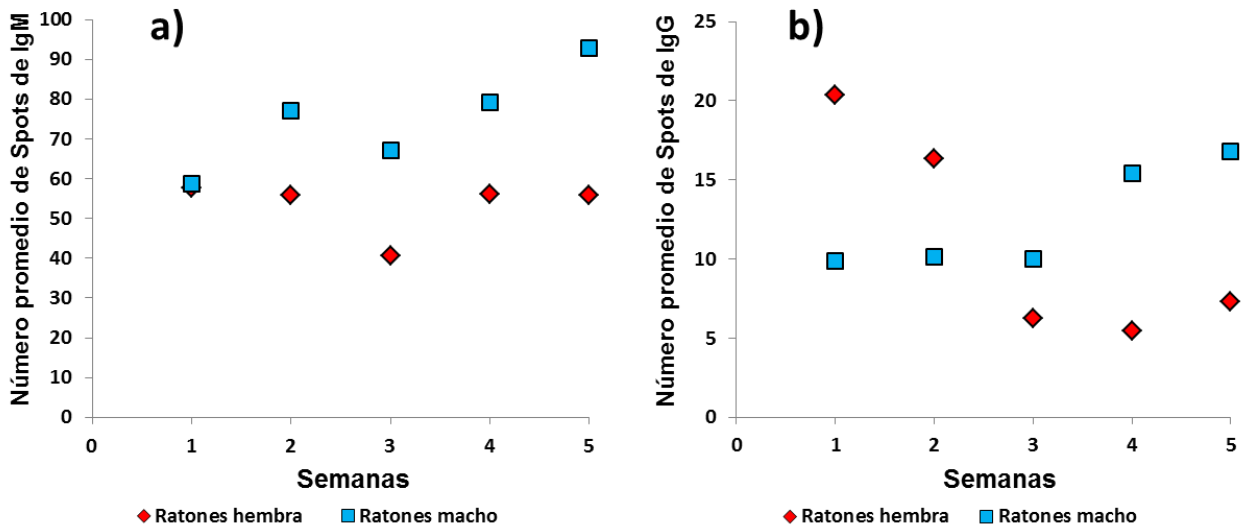 a)
Número promedio de Spots de IgM
100
90
80
70
60
50
40
30
20
10
0
0 1 2 3 4 5
Semanas
Ratones hembra Ratones macho
b)
Número promedio de Spots de IgG
25
20
15
10
5
0
0 1 2 3 4 5
Semanas
Ratones hembra Ratones macho